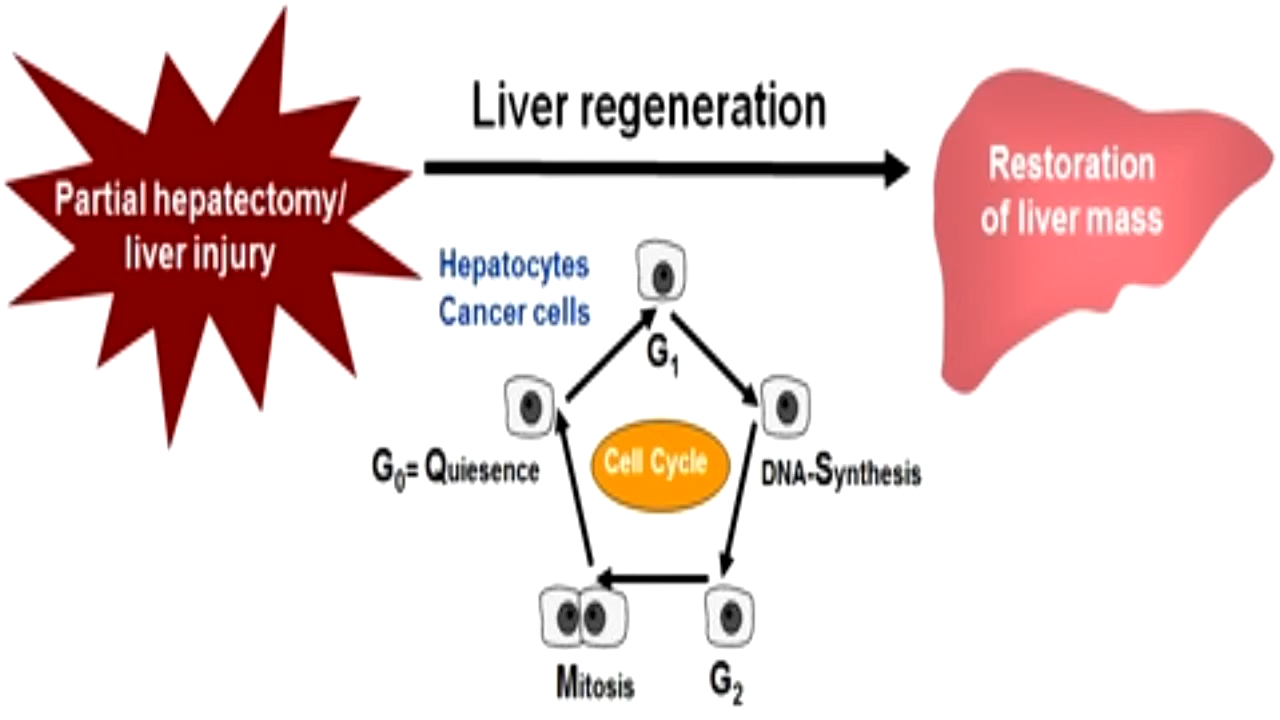 Liver regeneration
Partial hepatectomy/
liver injury
Restoration
of liver mass
Hepatocytes
Cancer cells
G₁
G₀= Quiesence
Cell Cycle
DNA-Synthesis
Mitosis
G₂